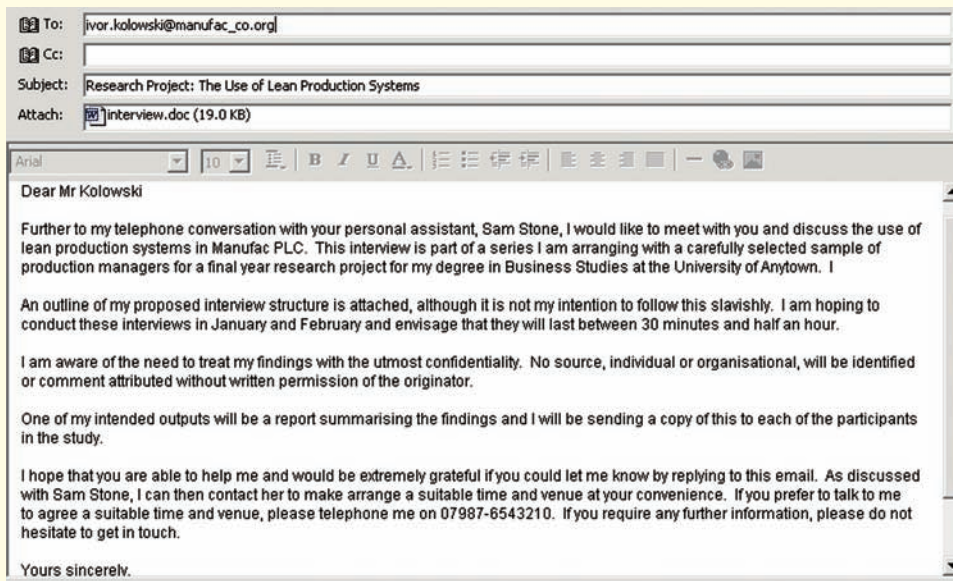 To: ivor.kolowski@manufac_co.org
Cc:
Subject: Research Project: The Use of Lean Production Systems
Attach: interview.doc (19.0 KB)
Arial 10 B I U A
Dear Mr Kolowski
Further to my telephone conversation with your personal assistant, Sam Stone, I would like to meet with you and discuss the use of
lean production systems in Manufac PLC. This interview is part of a series I am arranging with a carefully selected sample of
production managers for a final year research project for my degree in Business Studies at the University of Anytown. I
An outline of my proposed interview structure is attached, although it is not my intention to follow this slavishly. I am hoping to
conduct these interviews in January and February and envisage that they will last between 30 minutes and half an hour.
I am aware of the need to treat my findings with the utmost confidentiality. No source, individual or organisational, will be identified
or comment attributed without written permission of the originator.
One of my intended outputs will be a report summarising the findings and I will be sending a copy of this to each of the participants
in the study.
I hope that you are able to help me and would be extremely grateful if you could let me know by replying to this email. As discussed
with Sam Stone, I can then contact her to make arrange a suitable time and venue at your convenience. If you prefer to talk to me
to agree a suitable time and venue, please telephone me on 07987-6543210. If you require any further information, please do not
hesitate to get in touch.
Yours sincerely,